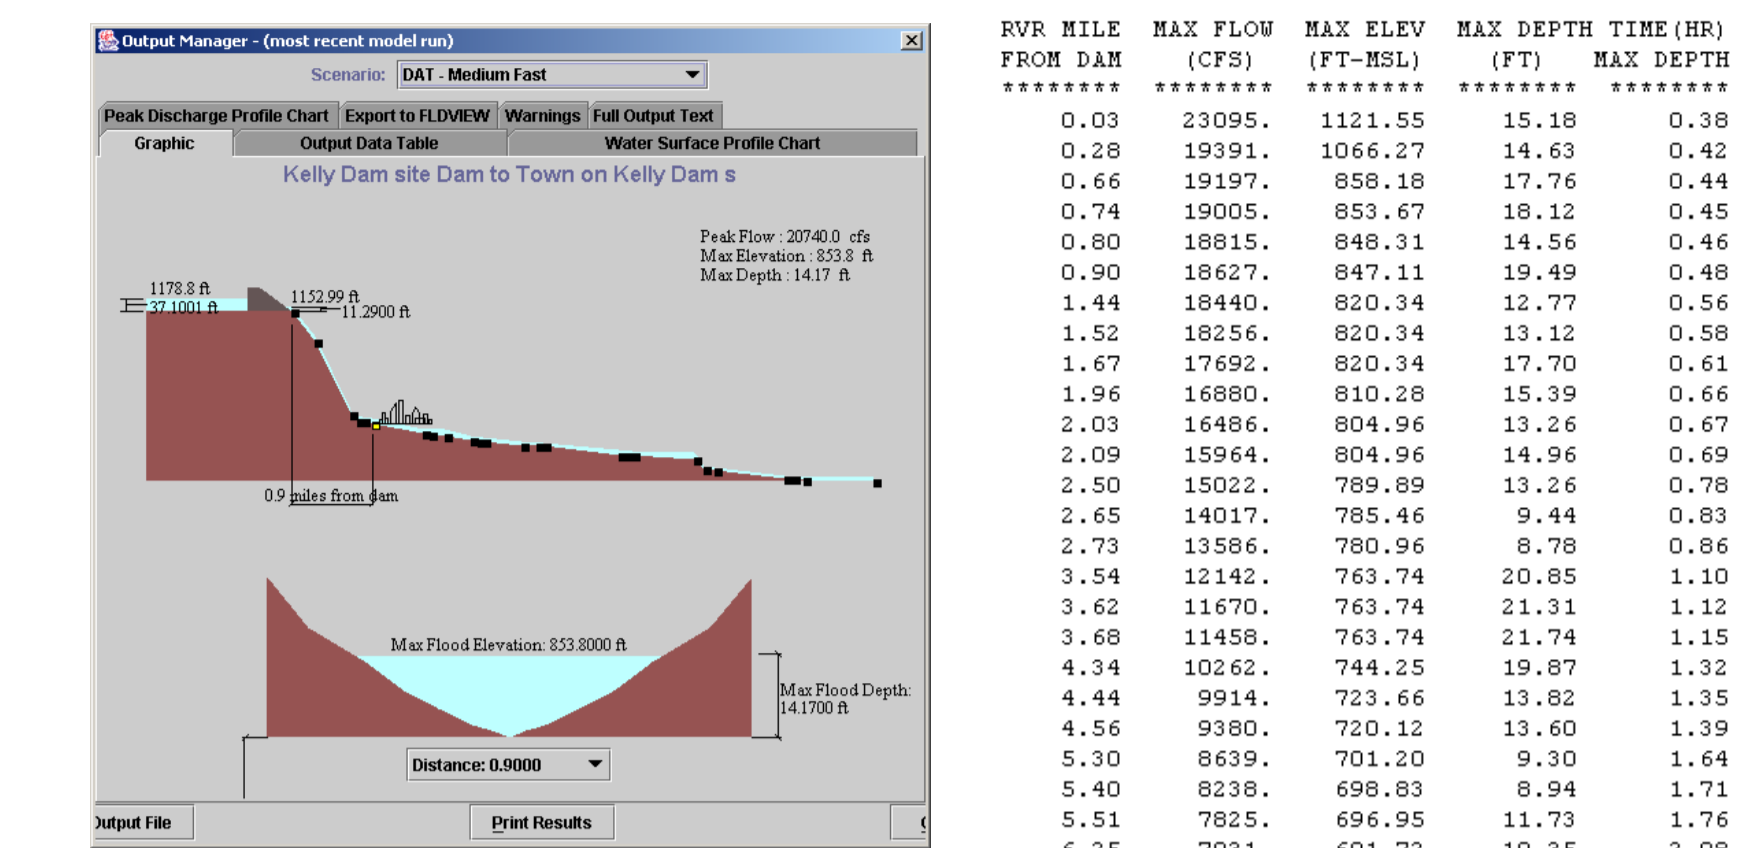 Output Manager - (most recent model run)
Scenario: DAT - Medium Fast
Peak Discharge Profile Chart Export to FLDVIEW Warnings Full Output Text
Graphic Output Data Table Water Surface Profile Chart
Kelly Dam site Dam to Town on Kelly Dam s
Peak Flow : 20740.0 cfs
Max Elevation : 853.8 ft
Max Depth : 14.17 ft
1178.8 ft
37.1001 ft
1152.99 ft
11.2900 ft
0.9 miles from dam
Max Flood Elevation: 853.8000 ft
Max Flood Depth:
14.1700 ft
Distance: 0.9000
Output File Print Results
RVR MILE MAX FLOW MAX ELEV MAX DEPTH TIME(HR)
FROM DAM (CFS) (FT-MSL) (FT) MAX DEPTH
******** ******** ******** ******** ********
0.03 23095. 1121.55 15.18 0.38
0.28 19391. 1066.27 14.63 0.42
0.66 19197. 858.18 17.76 0.44
0.74 19005. 853.67 18.12 0.45
0.80 18815. 848.31 14.56 0.46
0.90 18627. 847.11 19.49 0.48
1.44 18440. 820.34 12.77 0.56
1.52 18256. 820.34 13.12 0.58
1.67 17692. 820.34 17.70 0.61
1.96 16880. 810.28 15.39 0.66
2.03 16486. 804.96 13.26 0.67
2.09 15964. 804.96 14.96 0.69
2.50 15022. 789.89 13.26 0.78
2.65 14017. 785.46 9.44 0.83
2.73 13586. 780.96 8.78 0.86
3.54 12142. 763.74 20.85 1.10
3.62 11670. 763.74 21.31 1.12
3.68 11458. 763.74 21.74 1.15
4.34 10262. 744.25 19.87 1.32
4.44 9914. 723.66 13.82 1.35
4.56 9380. 720.12 13.60 1.39
5.30 8639. 701.20 9.30 1.64
5.40 8238. 698.83 8.94 1.71
5.51 7825. 696.95 11.73 1.76